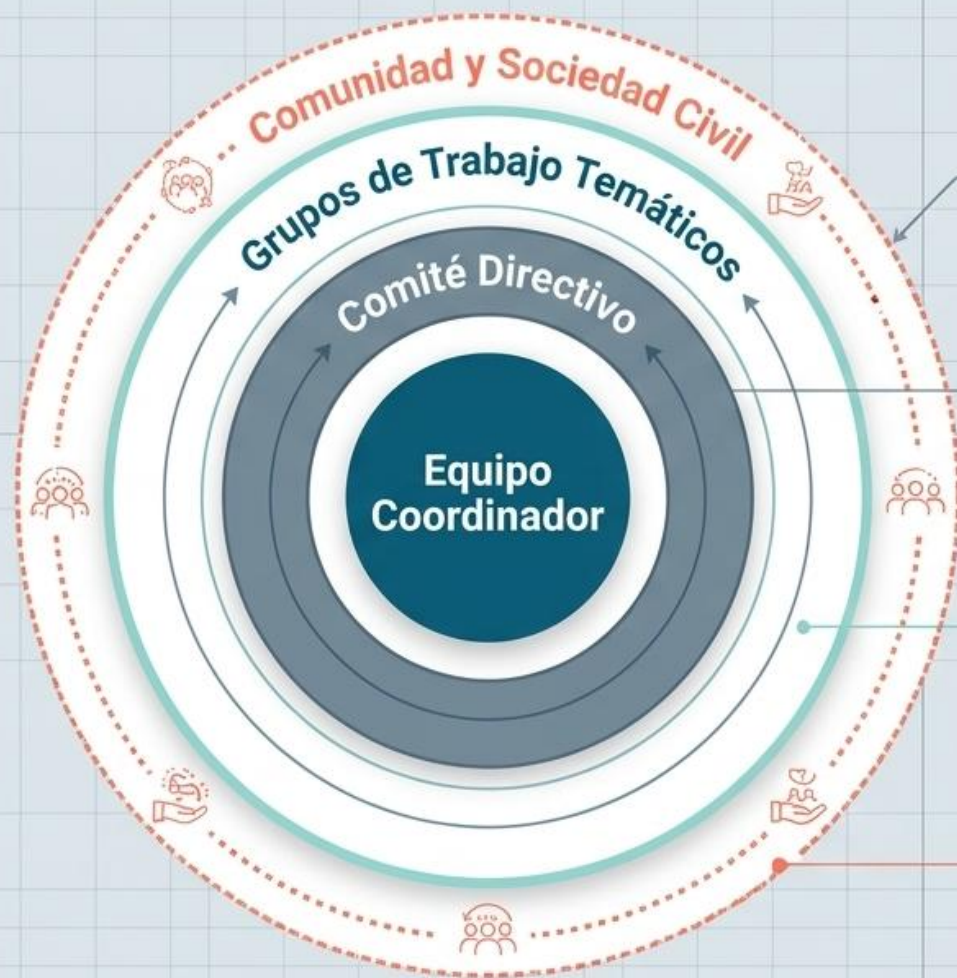 Comunidad y Sociedad Civil
Grupos de Trabajo Temáticos
Comité Directivo
Equipo
Coordinador